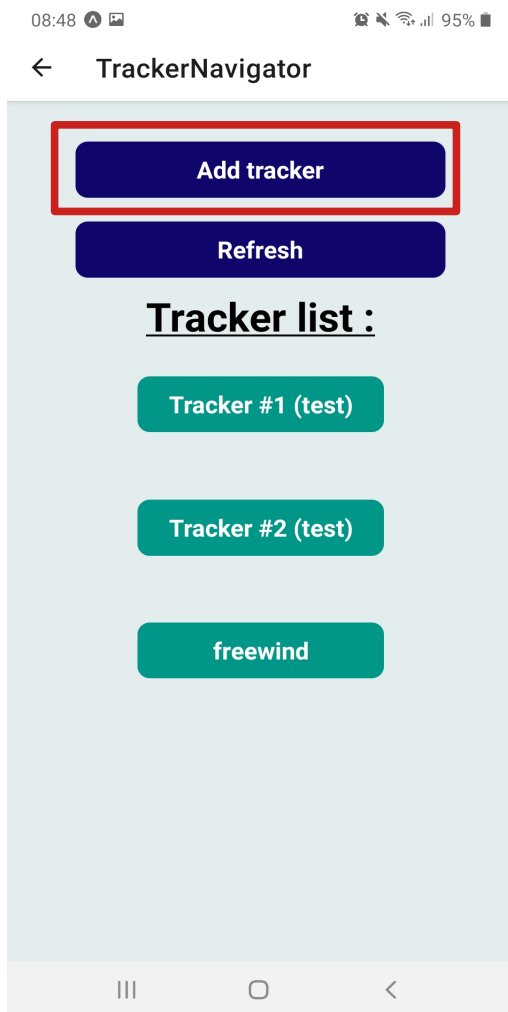 08:48 95%
TrackerNavigator
Add tracker
Refresh
Tracker list :
Tracker #1 (test)
Tracker #2 (test)
freewind